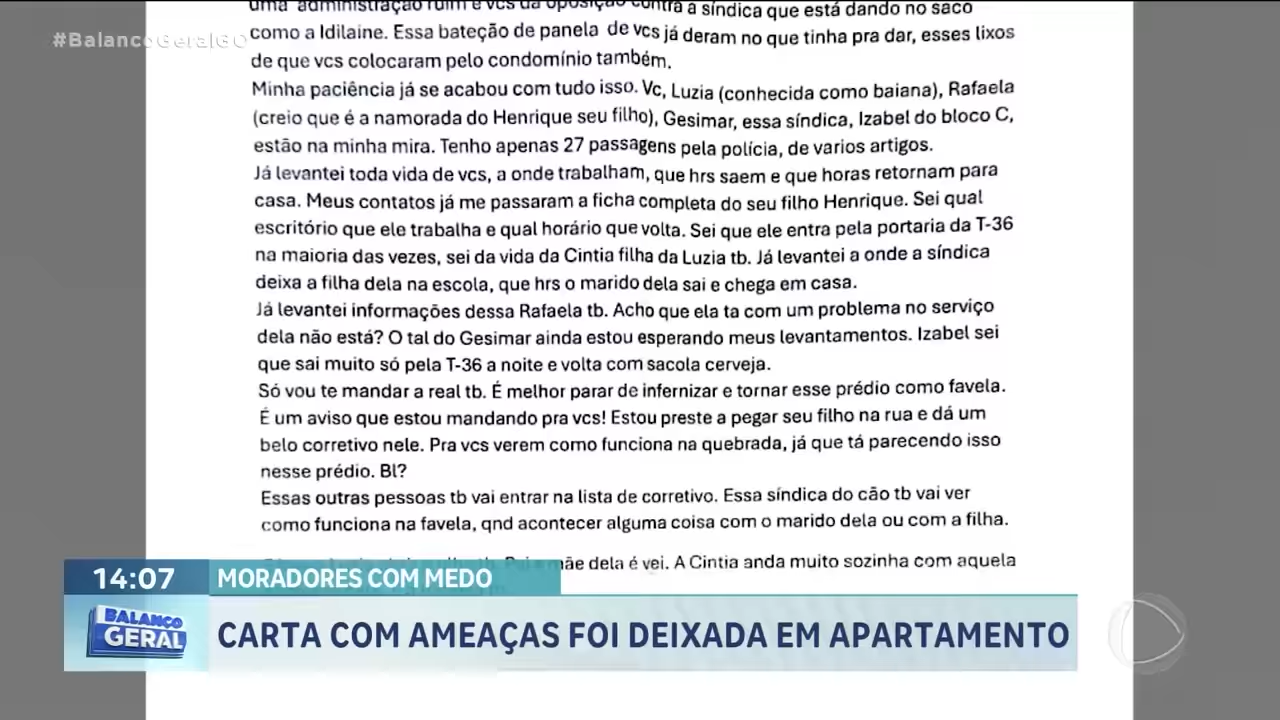 uma administração ruim e vcs da oposição contra a síndica que está dando no saco
#BalancoGeralGO
como a Idilaine. Essa bateção de panela de vcs já deram no que tinha pra dar, esses lixos
de que vcs colocaram pelo condomínio também.
Minha paciência já se acabou com tudo isso. Vc, Luzia (conhecida como baiana), Rafaela
(creio que é a namorada do Henrique seu filho), Gesimar, essa síndica, Izabel do bloco C,
estão na minha mira. Tenho apenas 27 passagens pela polícia, de varios artigos.
Já levantei toda vida de vcs, a onde trabalham, que hrs saem e que horas retornam para
casa. Meus contatos já me passaram a ficha completa do seu filho Henrique. Sei qual
escritório que ele trabalha e qual horário que volta. Sei que ele entra pela portaria da T-36
na maioria das vezes, sei da vida da Cintia filha da Luzia tb. Já levantei a onde a síndica
deixa a filha dela na escola, que hrs o marido dela sai e chega em casa.
Já levantei informações dessa Rafaela tb. Acho que ela ta com um problema no serviço
dela não está? O tal do Gesimar ainda estou esperando meus levantamentos. Izabel sei
que sai muito só pela T-36 a noite e volta com sacola cerveja.
Só vou te mandar a real tb. É melhor parar de infernizar e tornar esse prédio como favela.
É um aviso que estou mandando pra vcs! Estou preste a pegar seu filho na rua e dá um
belo corretivo nele. Pra vcs verem como funciona na quebrada, já que tá parecendo isso
nesse prédio. Bl?
Essas outras pessoas tb vai entrar na lista de corretivo. Essa síndica do cão tb vai ver
como funciona na favela, qnd acontecer alguma coisa com o marido dela ou com a filha.
mãe dela é vei. A Cintia anda muito sozinha com aquela
14:07 MORADORES COM MEDO
BALANÇO
GERAL
CARTA COM AMEAÇAS FOI DEIXADA EM APARTAMENTO